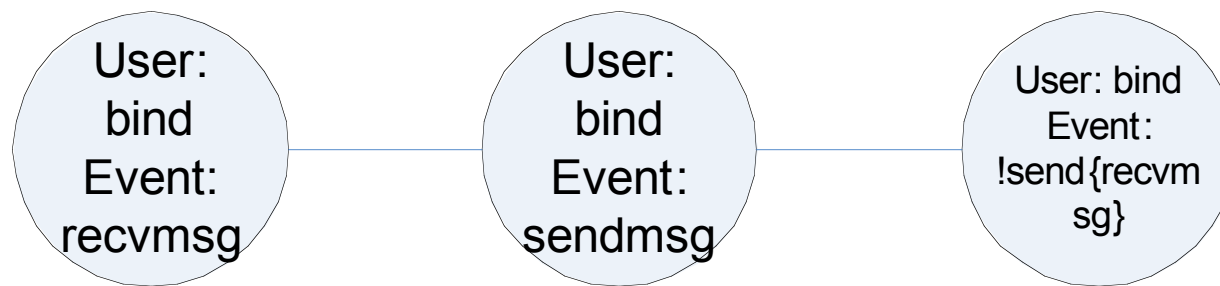 User:
bind
Event:
recvmsg
User:
bind
Event:
sendmsg
User: bind
Event:
!send{recvm
sg}